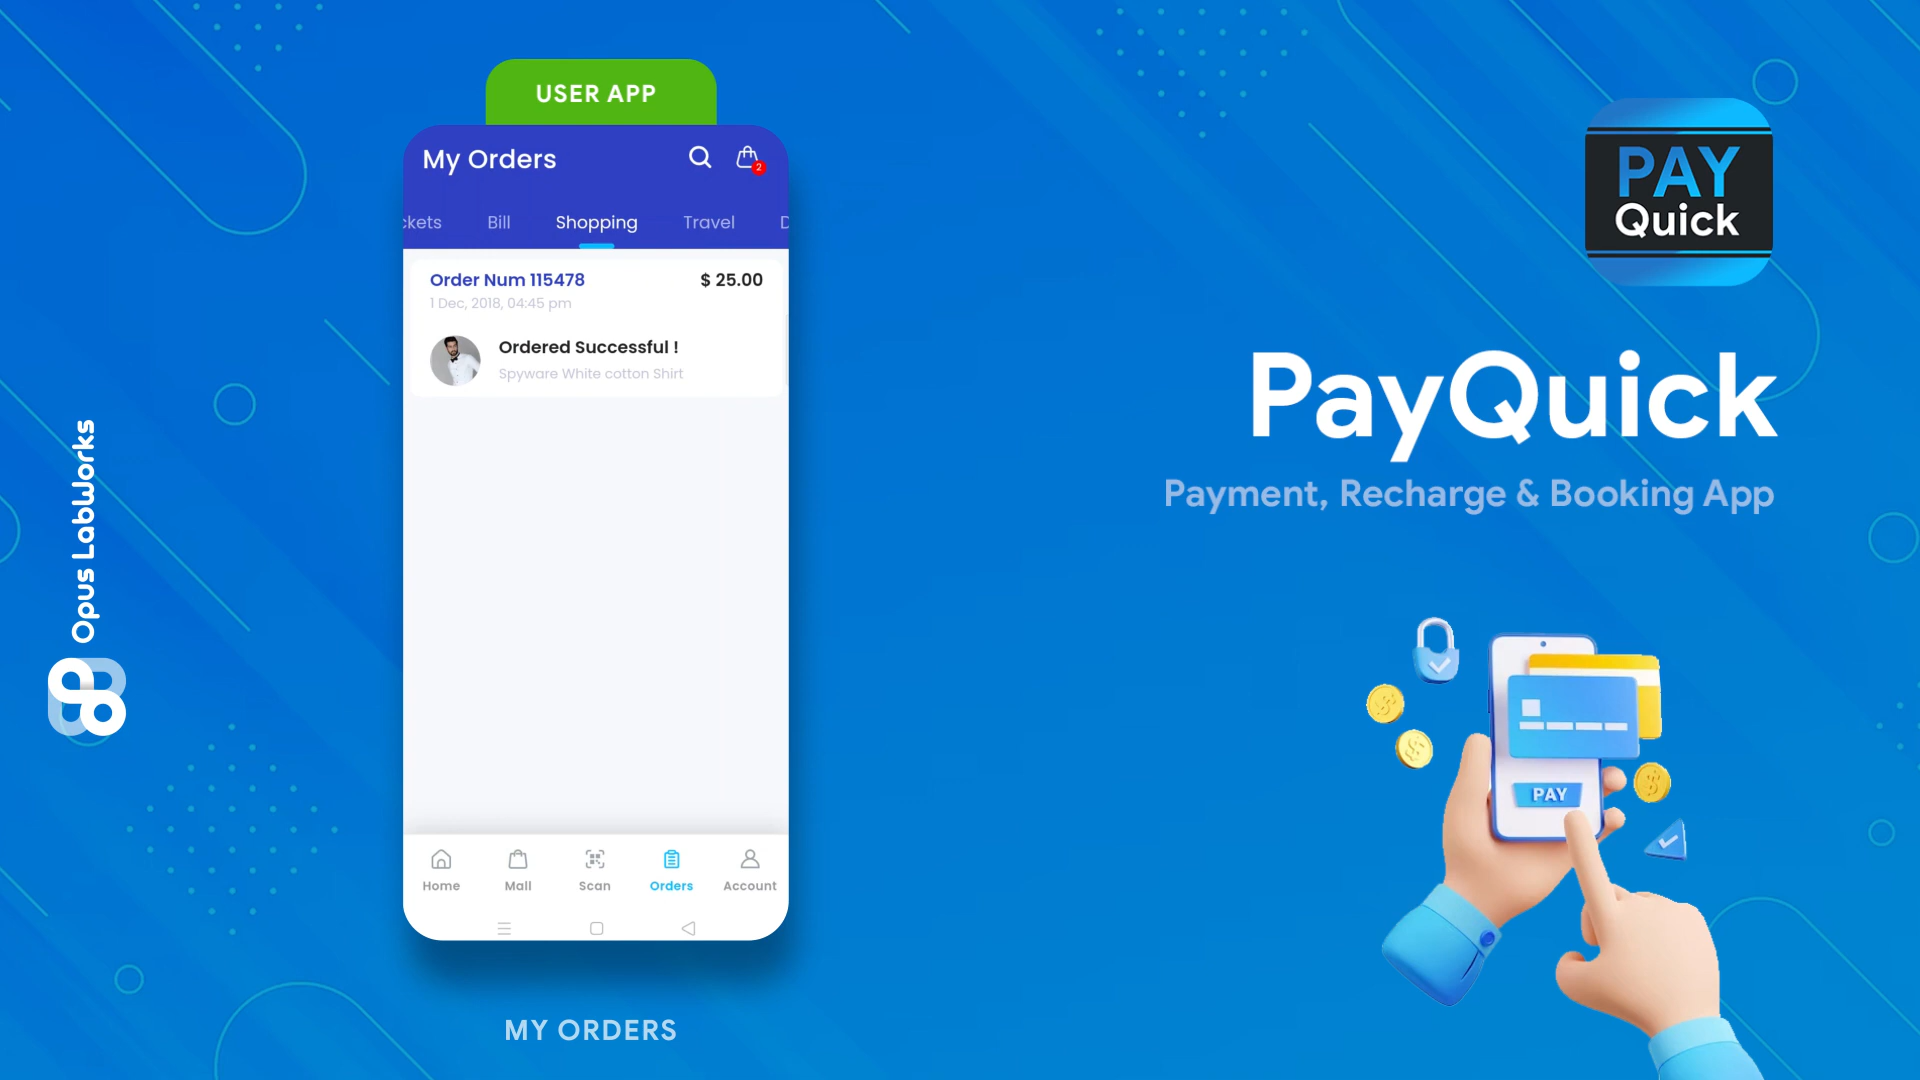 USER APP
My Orders
2
ckets Bill Shopping Travel D
Order Num 115478 $ 25.00
1 Dec, 2018, 04:45 pm
Ordered Successful !
Spyware White cotton Shirt
Home Mall Scan Orders Account
MY ORDERS
Opus LabWorks
PAY
Quick
PayQuick
Payment, Recharge & Booking App
PAY